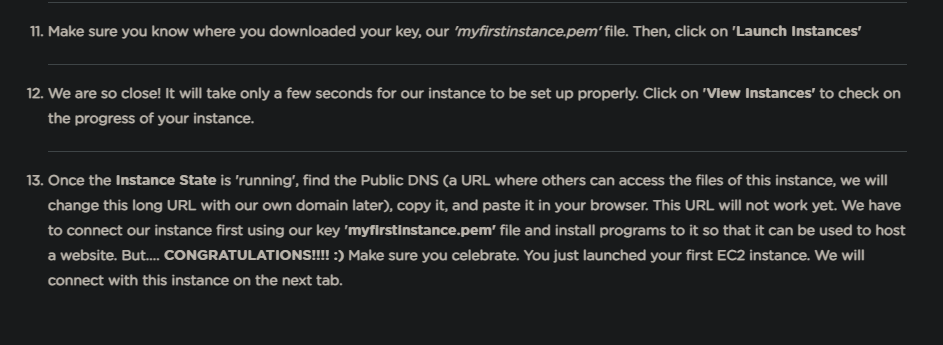 11. Make sure you know where you downloaded your key, our 'myfirstinstance.pem' file. Then, click on 'Launch Instances'
12. We are so close! It will take only a few seconds for our instance to be set up properly. Click on 'View Instances' to check on
the progress of your instance.
13. Once the Instance State is 'running', find the Public DNS (a URL where others can access the files of this instance, we will
change this long URL with our own domain later), copy it, and paste it in your browser. This URL will not work yet. We have
to connect our instance first using our key 'myfirstinstance.pem' file and install programs to it so that it can be used to host
a website. But.... CONGRATULATIONS!!!! :) Make sure you celebrate. You just launched your first EC2 instance. We will
connect with this instance on the next tab.